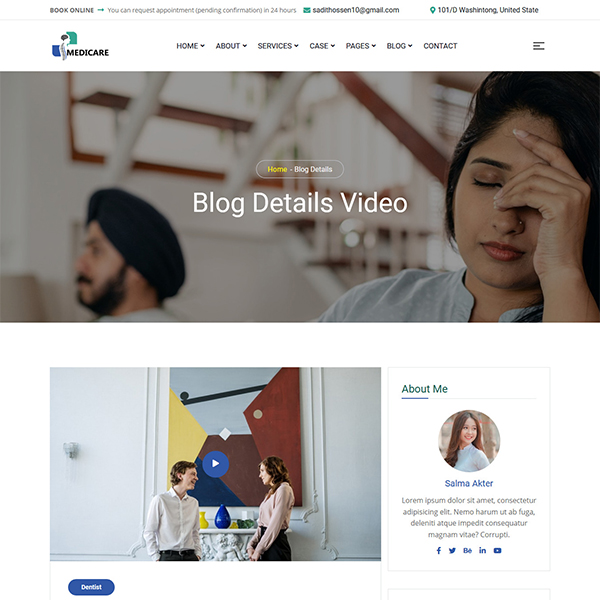 BOOK ONLINE You can request appointment (pending confirmation) in 24 hours sadithossen10@gmail.com 101/D Washintong, United State
MEDICARE HOME ABOUT SERVICES CASE PAGES BLOG CONTACT
Home - Blog Details
Blog Details Video
About Me
Salma Akter
Lorem ipsum dolor sit amet, consectetur
adipisicing elit. Nemo harum ut ab fuga,
deleniti atque impedit consequatur
magnam vitae? Corrupti.
Bē
Dentist